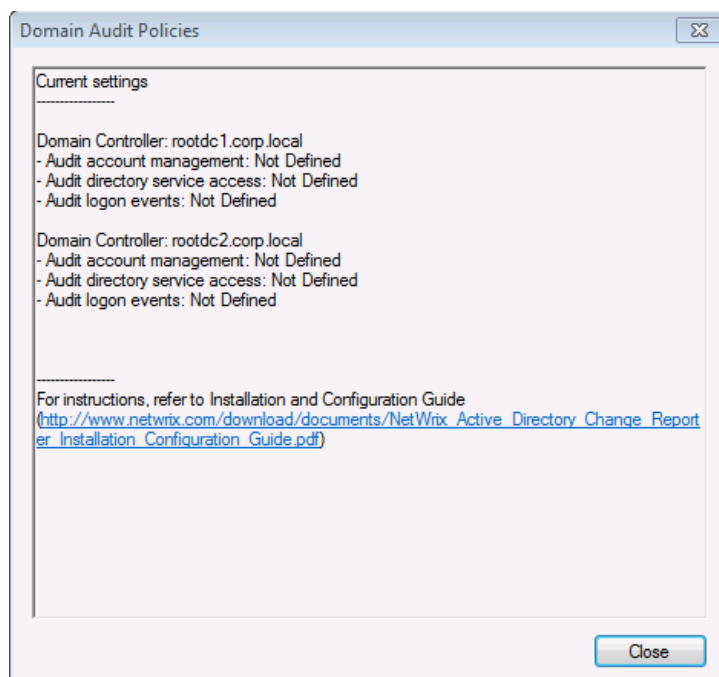 Domain Audit Policies
Current settings
-----------------
Domain Controller: rootdc1.corp.local
- Audit account management: Not Defined
- Audit directory service access: Not Defined
- Audit logon events: Not Defined
Domain Controller: rootdc2.corp.local
- Audit account management: Not Defined
- Audit directory service access: Not Defined
- Audit logon events: Not Defined
-----------------
For instructions, refer to Installation and Configuration Guide
(http://www.netwrix.com/download/documents/NetWrix_Active_Directory_Change_Report
er_Installation_Configuration_Guide.pdf)
Close